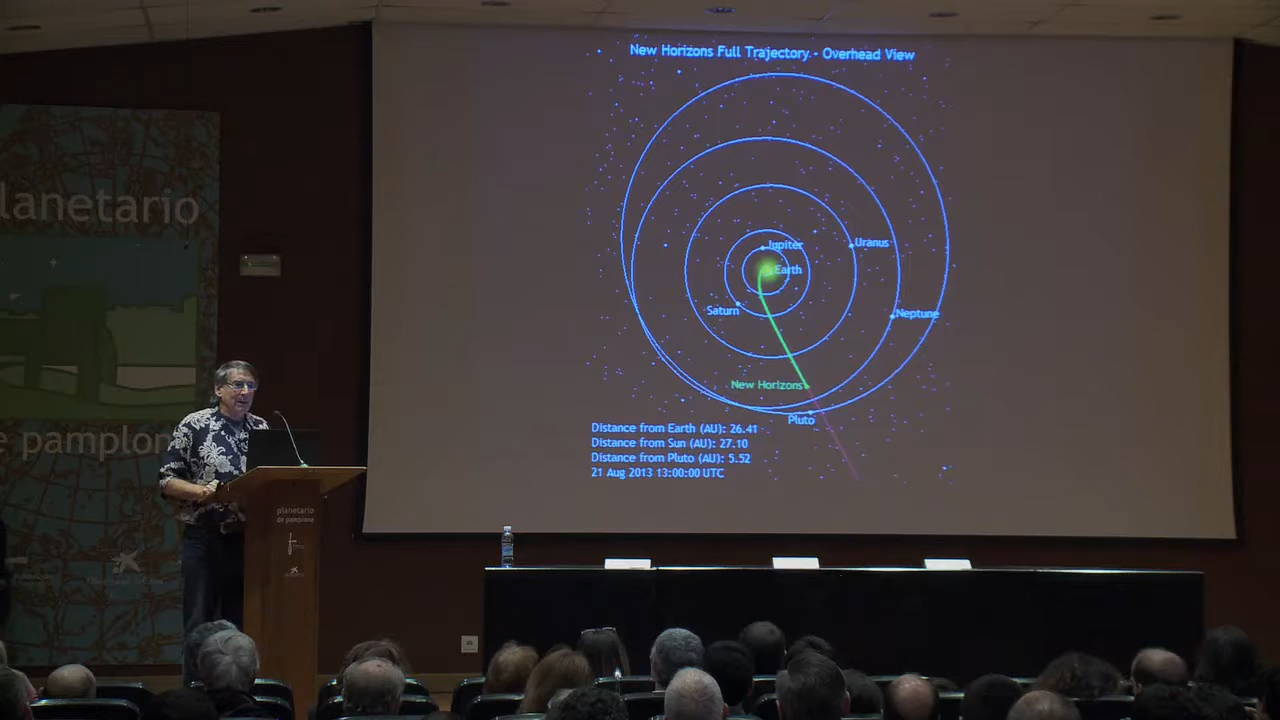 New Horizons Full Trajectory - Overhead View
Jupiter
Uranus
Earth
Saturn
Neptune
New Horizons
Pluto
Distance from Earth (AU): 26.41
Distance from Sun (AU): 27.10
Distance from Pluto (AU): 5.52
21 Aug 2013 13:00:00 UTC
lanetario
e pamplon
planetario
de pamplona